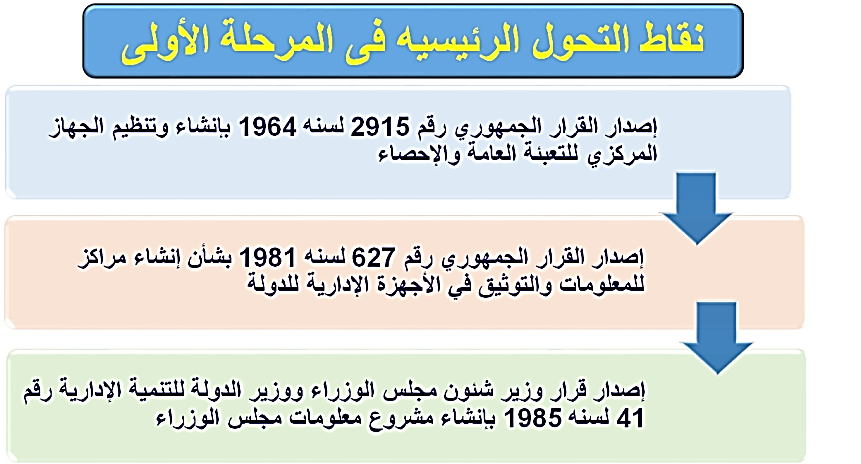 نقاط التحول الرئيسيه فى المرحلة الأولى
إصدار القرار الجمهوري رقم 2915 لسنه 1964 بإنشاء وتنظيم الجهاز
المركزي للتعبئة العامة والإحصاء
إصدار القرار الجمهوري رقم 627 لسنه 1981 بشأن إنشاء مراكز
للمعلومات والتوثيق في الأجهزة الإدارية للدولة
إصدار قرار وزير شئون مجلس الوزراء ووزير الدولة للتنمية الإدارية رقم
41 لسنه 1985 بإنشاء مشروع معلومات مجلس الوزراء